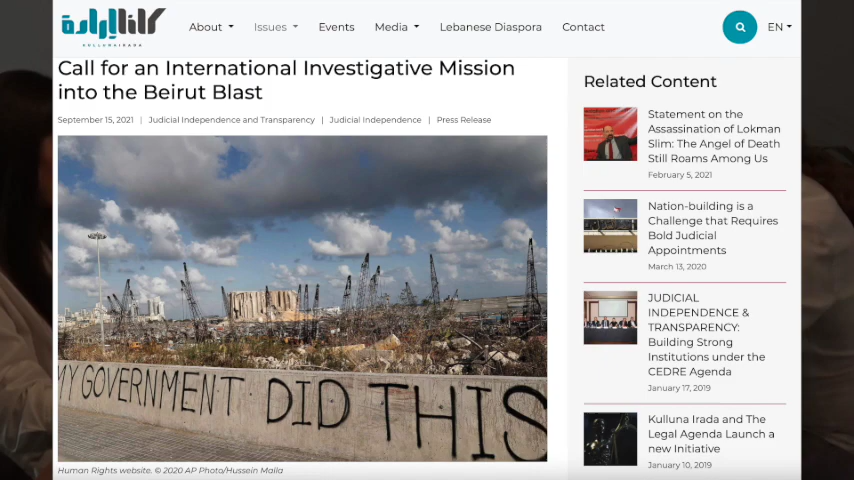 كلنا إرادة
KULLUNAIRADA
About
Issues
Events
Media
Lebanese Diaspora
Contact
EN
Call for an International Investigative Mission
into the Beirut Blast
September 15, 2021 | Judicial Independence and Transparency | Judicial Independence | Press Release
MY GOVERNMENT DID THIS
Human Rights website. © 2020 AP Photo/Hussein Malla
Related Content
Statement on the
Assassination of Lokman
Slim: The Angel of Death
Still Roams Among Us
February 5, 2021
Nation-building is a
Challenge that Requires
Bold Judicial
Appointments
March 13, 2020
JUDICIAL
INDEPENDENCE &
TRANSPARENCY:
Building Strong
Institutions under the
CEDRE Agenda
January 17, 2019
Kulluna Irada and The
Legal Agenda Launch a
new Initiative
January 10, 2019